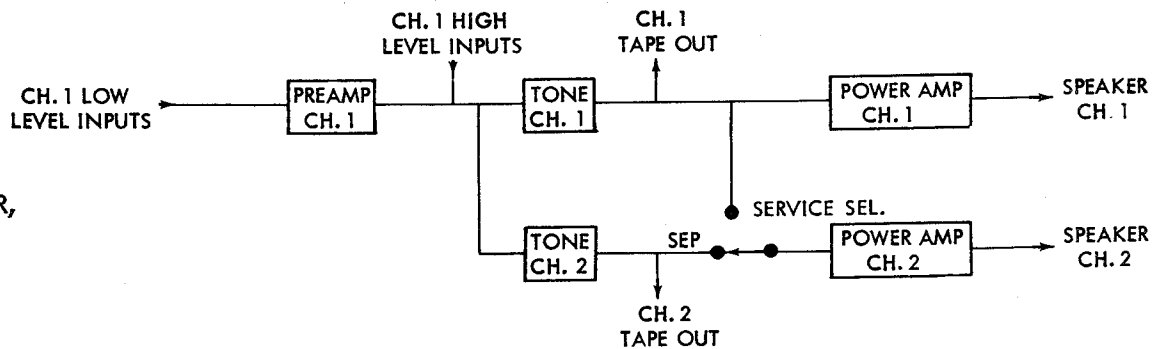 CH. 1 HIGH
LEVEL INPUTS
CH. 1
TAPE OUT
CH. 1 LOW
LEVEL INPUTS
PREAMP
CH. 1
TONE
CH. 1
POWER AMP
CH. 1
SPEAKER
CH. 1
R,
SERVICE SEL.
TONE
CH. 2
SEP
POWER AMP
CH. 2
SPEAKER
CH. 2
CH. 2
TAPE OUT